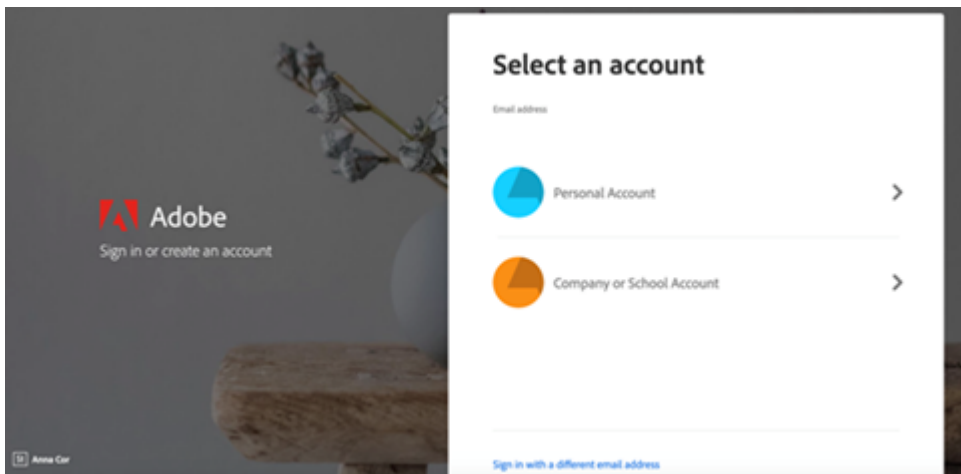 Adobe
Sign in or create an account
St Anna Cor
Select an account
Email address
Personal Account
Company or School Account
Sign in with a different email address